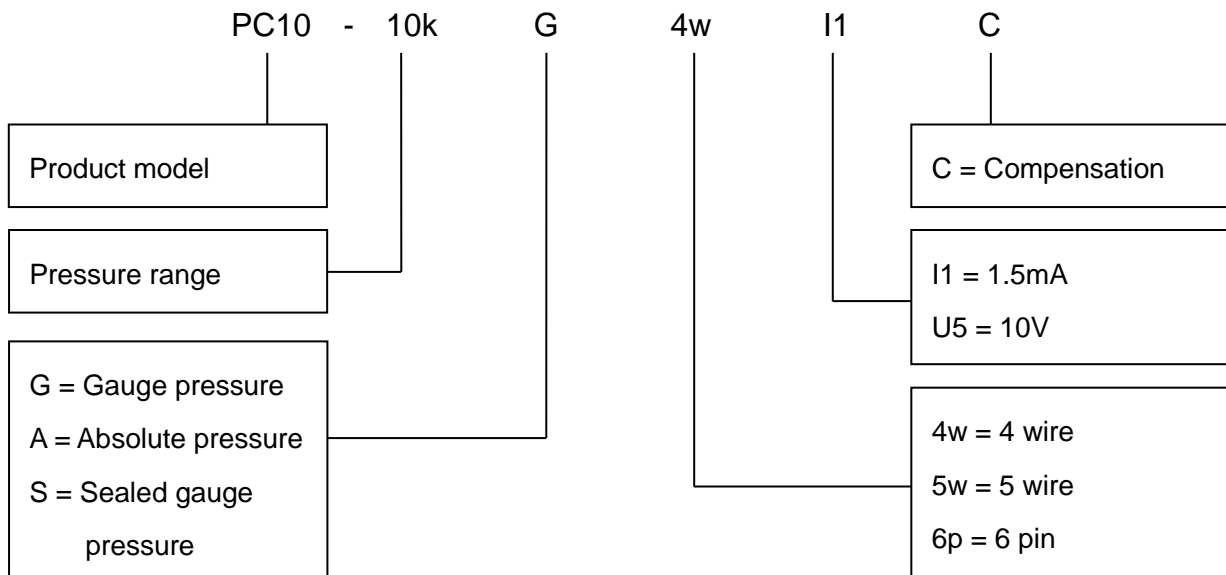 PC10 - 10k G 4w I1 C
Product model
Pressure range
G = Gauge pressure
A = Absolute pressure
S = Sealed gauge
pressure
C = Compensation
I1 = 1.5mA
U5 = 10V
4w = 4 wire
5w = 5 wire
6p = 6 pin